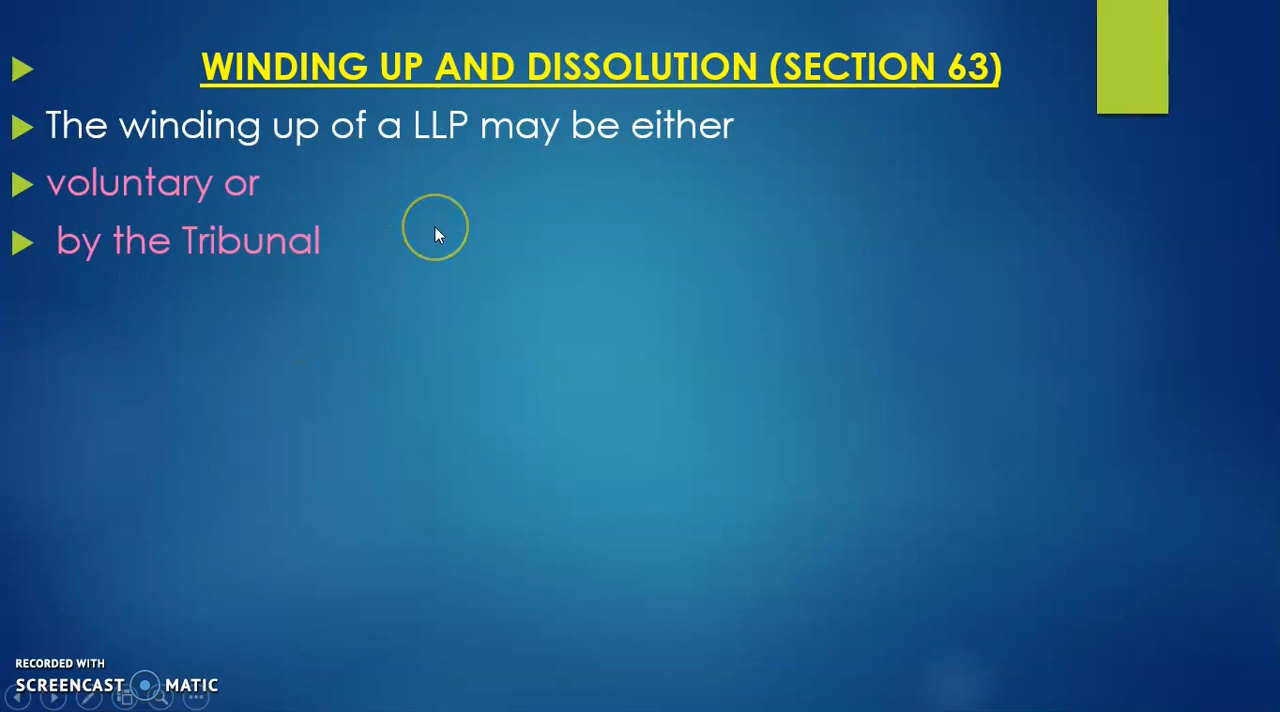 WINDING UP AND DISSOLUTION (SECTION 63)
The winding up of a LLP may be either
voluntary or
by the Tribunal
RECORDED WITH
SCREENCAST MATIC